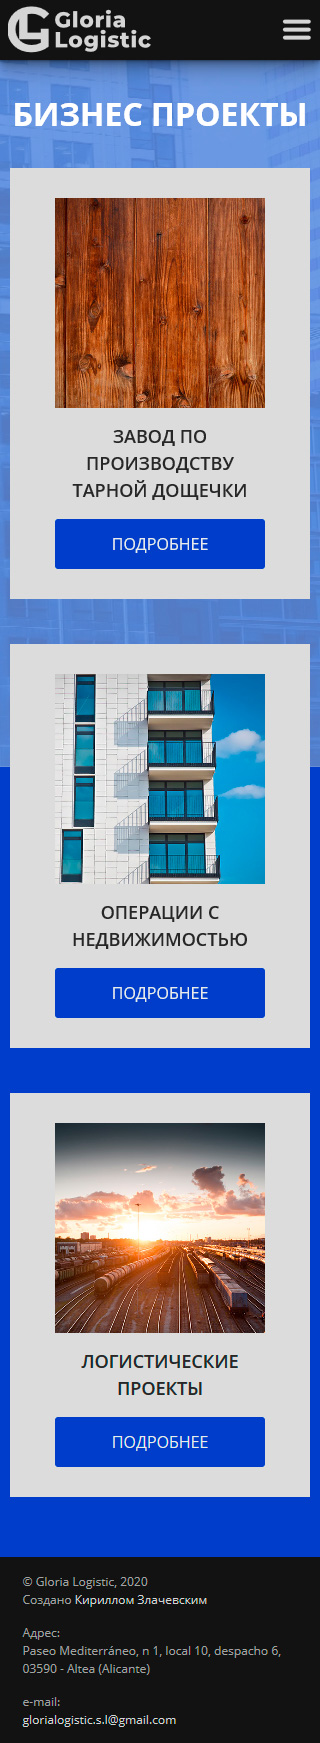 Gloria
Logistic
БИЗНЕС ПРОЕКТЫ
ЗАВОД ПО
ПРОИЗВОДСТВУ
ТАРНОЙ ДОЩЕЧКИ
ПОДРОБНЕЕ
ОПЕРАЦИИ С
НЕДВИЖИМОСТЬЮ
ПОДРОБНЕЕ
ЛОГИСТИЧЕСКИЕ
ПРОЕКТЫ
ПОДРОБНЕЕ
© Gloria Logistic, 2020
Создано Кириллом Злачевским
Адрес:
Paseo Mediterráneo, n 1, local 10, despacho 6,
03590 - Altea (Alicante)
e-mail:
glorialogistic.s.l@gmail.com